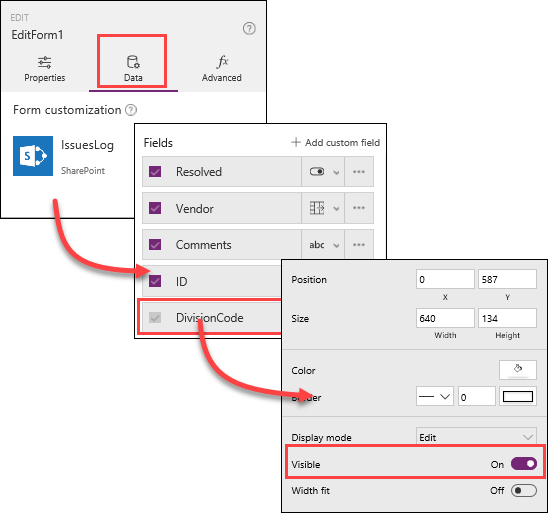 EDIT
EditForm1
Properties
Data
fx
Advanced
Form customization
IssuesLog
SharePoint
Fields
+ Add custom field
Resolved
Vendor
Comments
abc
ID
DivisionCode
Position
0
587
X
Y
Size
640
134
Width
Height
Color
Border
0
Display mode
Edit
Visible
On
Width fit
Off